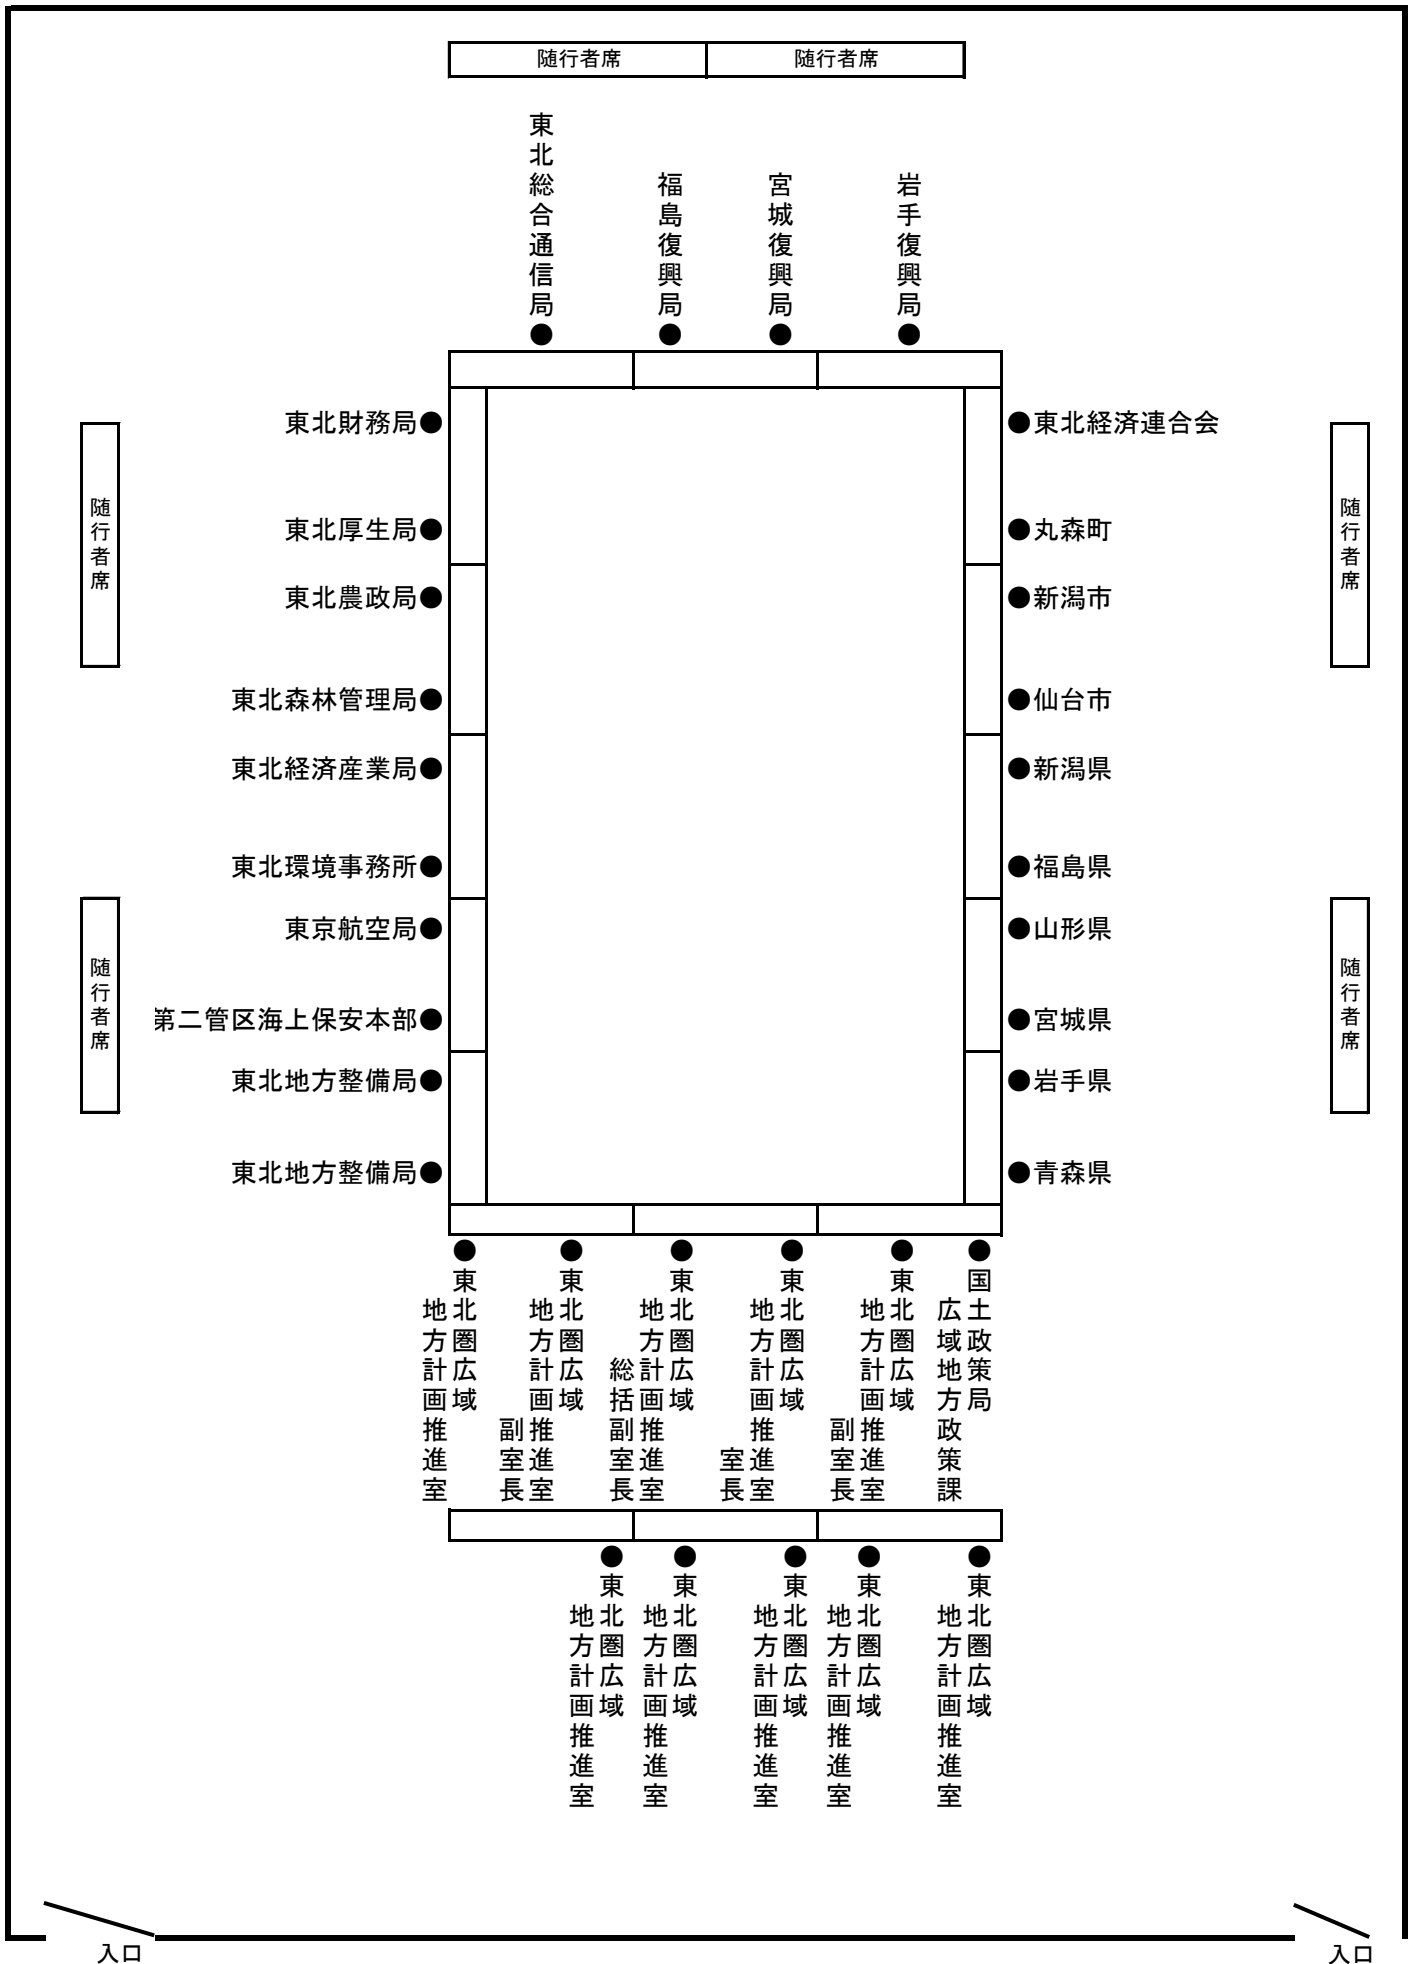 随行者席
随行者席
東北総合通信局●
福島復興局●
宮城復興局●
岩手復興局●
東北財務局●
東北厚生局●
東北農政局●
東北森林管理局●
東北経済産業局●
東北環境事務所●
東京航空局●
第二管区海上保安本部●
東北地方整備局●
東北地方整備局●
●東北経済連合会
●丸森町
●新潟市
●仙台市
●新潟県
●福島県
●山形県
●宮城県
●岩手県
●青森県
随行者席
随行者席
随行者席
随行者席
●東北圏広域
地方計画推進室
●東北圏広域
地方計画推進室
副室長
●東北圏広域
地方計画推進室
総括副室長
●東北圏広域
地方計画推進室
室長
●東北圏広域
地方計画推進室
副室長
●国土政策局
広域地方政策課
●東北圏広域
地方計画推進室
●東北圏広域
地方計画推進室
●東北圏広域
地方計画推進室
●東北圏広域
地方計画推進室
●東北圏広域
地方計画推進室
入口
入口